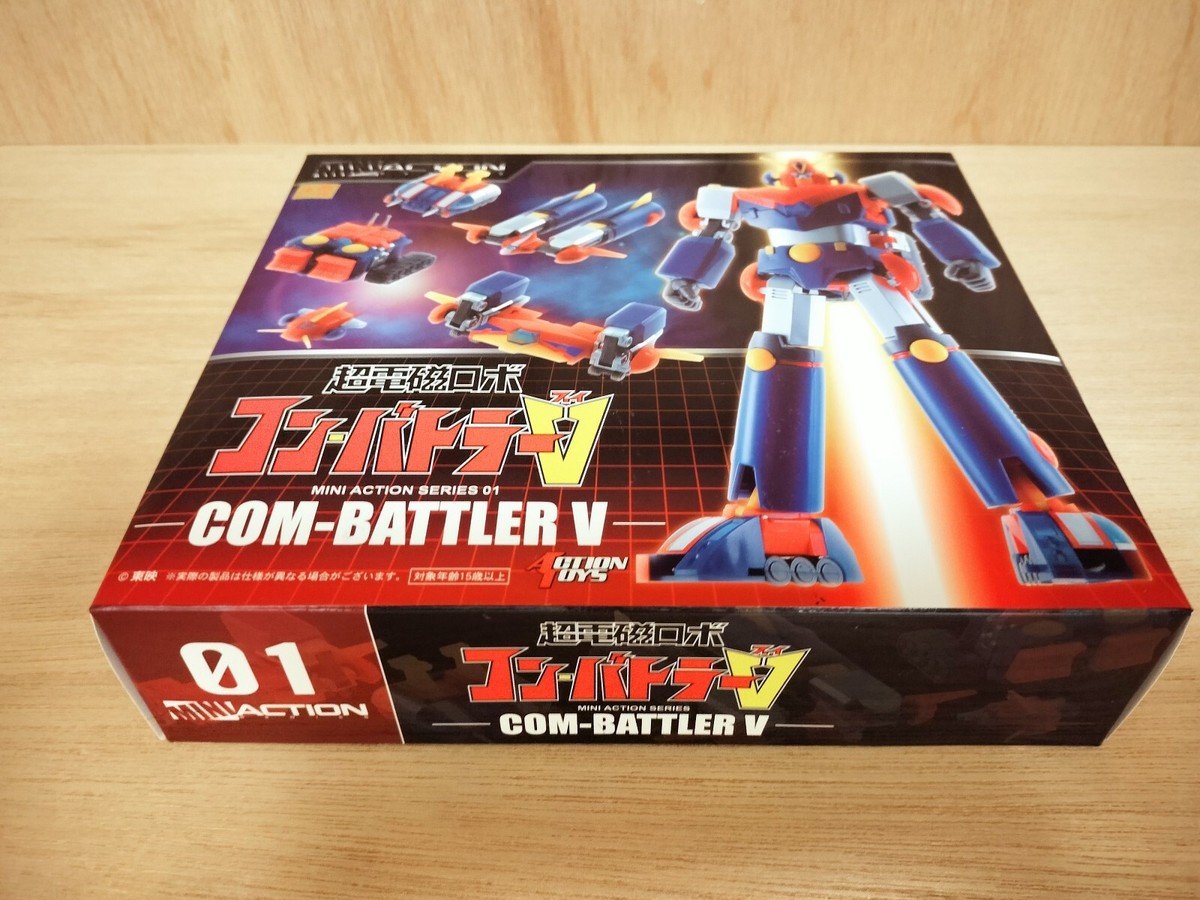 MINI ACTION
超電磁ロボ
コン・バトラーV
ブイ
MINI ACTION SERIES 01
COM-BATTLER V
ACTION TOYS
©東映 ※実際の製品は仕様が異なる場合がございます。 対象年齢15歳以上
01
MINI ACTION
超電磁ロボ
コン・バトラーV
ブイ
MINI ACTION SERIES
COM-BATTLER V